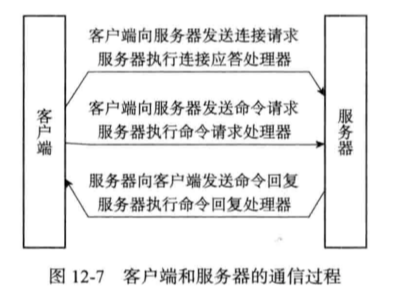 客户端向服务器发送连接请求
服务器执行连接应答处理器
客户端向服务器发送命令请求
服务器执行命令请求处理器
服务器向客户端发送命令回复
服务器执行命令回复处理器
客户端
服务器
图 12-7 客户端和服务器的通信过程